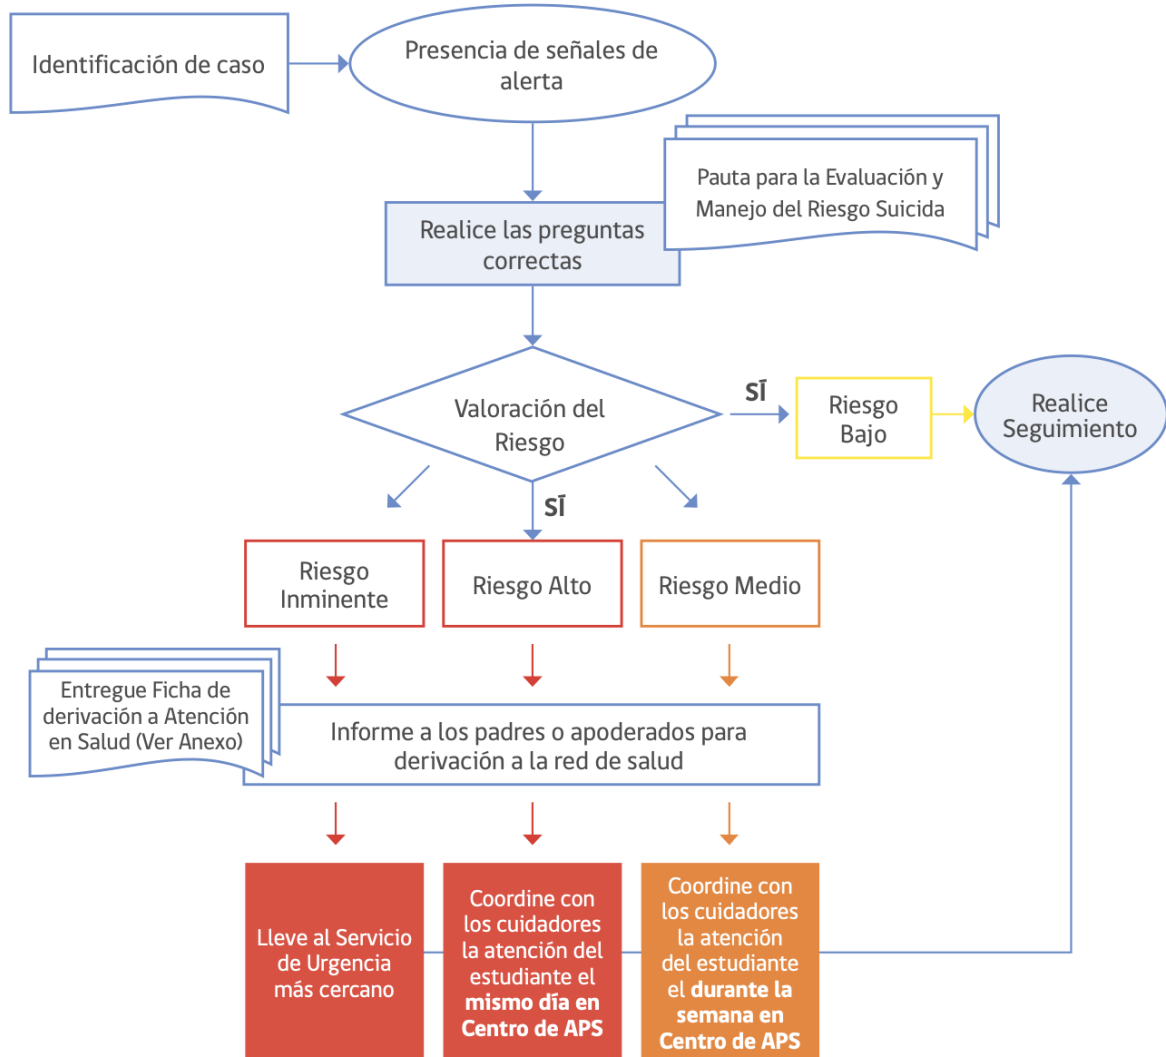 Identificación de caso
Presencia de señales de
alerta
Pauta para la Evaluación y
Manejo del Riesgo Suicida
Realice las preguntas
correctas
Valoración del
Riesgo
SÍ
Riesgo
Bajo
Realice
Seguimiento
SÍ
Riesgo
Inminente
Riesgo Alto
Riesgo Medio
Entregue Ficha de
derivación a Atención
en Salud (Ver Anexo)
Informe a los padres o apoderados para
derivación a la red de salud
Lleve al Servicio
de Urgencia
más cercano
Coordine con
los cuidadores
la atención del
estudiante el
mismo día en
Centro de APS
Coordine con
los cuidadores
la atención
del estudiante
el durante la
semana en
Centro de APS